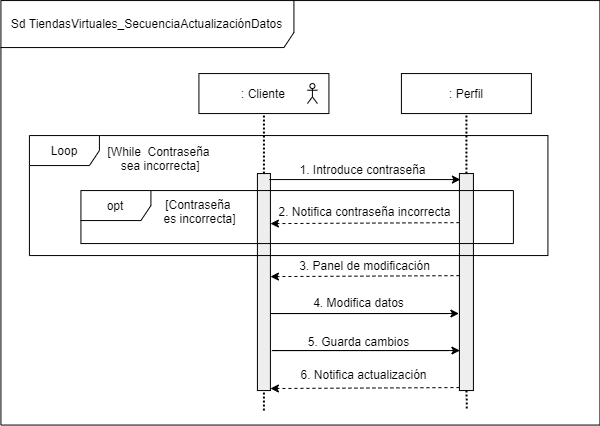 Sd TiendasVirtuales_SecuenciaActualizaciónDatos
: Cliente
: Perfil
Loop
[While Contraseña
sea incorrecta]
1. Introduce contraseña
opt
[Contraseña
es incorrecta]
2. Notifica contraseña incorrecta
3. Panel de modificación
4. Modifica datos
5. Guarda cambios
6. Notifica actualización